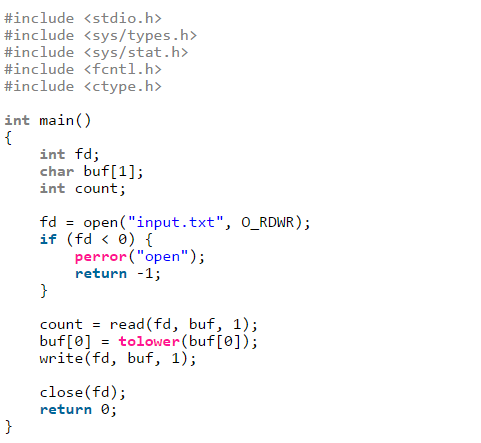 #include <stdio.h>
#include <sys/types.h>
#include <sys/stat.h>
#include <fcntl.h>
#include <ctype.h>

int main()
{
    int fd;
    char buf[1];
    int count;

    fd = open("input.txt", O_RDWR);
    if (fd < 0) {
        perror("open");
        return -1;
    }

    count = read(fd, buf, 1);
    buf[0] = tolower(buf[0]);
    write(fd, buf, 1);

    close(fd);
    return 0;
}